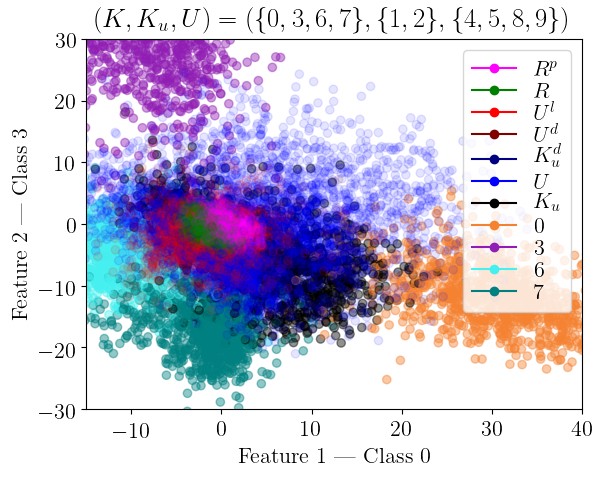 (K, K_u, U) = ({0, 3, 6, 7}, {1, 2}, {4, 5, 8, 9})
30
20
10
0
−10
−20
−30
Feature 2 — Class 3
R^p
R
U^l
U^d
K_u^d
U
K_u
0
3
6
7
−10 0 10 20 30 40
Feature 1 — Class 0